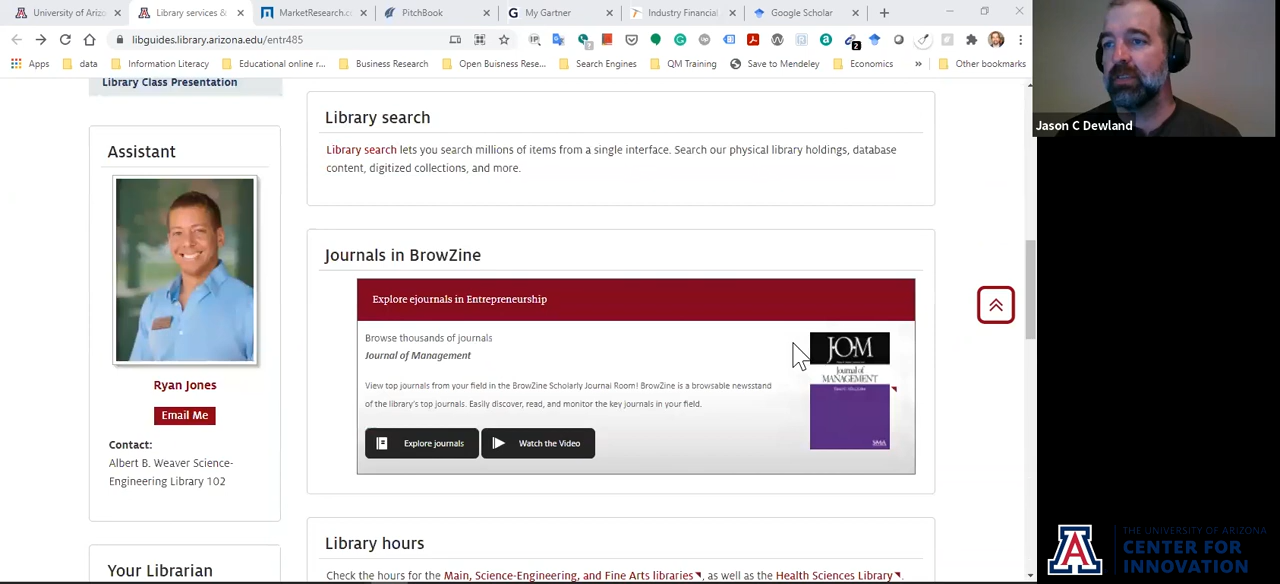 University of Arizo
Library services &
MarketResearch.c
PitchBook
My Gartner
Industry Financial
Google Scholar
libguides.library.arizona.edu/entr485
Apps
data
Information Literacy
Educational online r...
Business Research
Open Buisness Rese...
Search Engines
QM Training
Save to Mendeley
Economics
»
Other bookmarks
Library Class Presentation
Assistant
Ryan Jones
Email Me
Contact:
Albert B. Weaver Science-
Engineering Library 102
Your Librarian
Library search
Library search lets you search millions of items from a single interface. Search our physical library holdings, database
content, digitized collections, and more.
Journals in BrowZine
Explore ejournals in Entrepreneurship
Browse thousands of journals
Journal of Management
View top journals from your field in the BrowZine Scholarly Journal Room! BrowZine is a browsable newsstand
of the library's top journals. Easily discover, read, and monitor the key journals in your field.
Explore journals
Watch the Video
JOM
Journal of
MANAGEMENT
SMA
Library hours
Check the hours for the Main, Science-Engineering, and Fine Arts libraries, as well as the Health Sciences Library.
Jason C Dewland
A
THE UNIVERSITY OF ARIZONA
CENTER FOR
INNOVATION